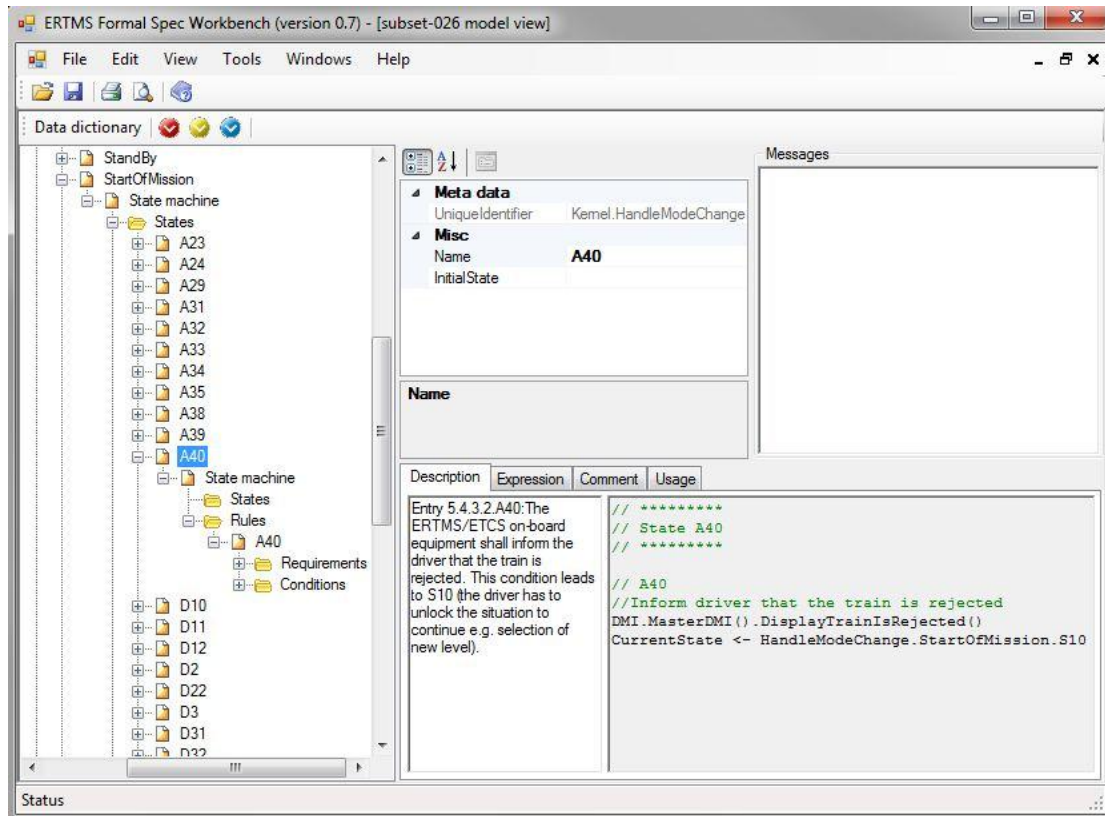 ERTMS Formal Spec Workbench (version 0.7) - [subset-026 model view]
File Edit View Tools Windows Help
Data dictionary
StandBy
StartOfMission
State machine
States
A23
A24
A29
A31
A32
A33
A34
A35
A38
A39
A40
State machine
States
Rules
A40
Requirements
Conditions
D10
D11
D12
D2
D22
D3
D31
D32
Meta data
UniqueIdentifier Kernel.HandleModeChange
Misc
Name A40
InitialState
Name
Messages
Description Expression Comment Usage
Entry 5.4.3.2.A40:The
ERTMS/ETCS on-board
equipment shall inform the
driver that the train is
rejected. This condition leads
to S10 (the driver has to
unlock the situation to
continue e.g. selection of
new level).
// *********
// State A40
// *********
// A40
//Inform driver that the train is rejected
DMI.MasterDMI().DisplayTrainIsRejected()
CurrentState <- HandleModeChange.StartOfMission.S10
Status